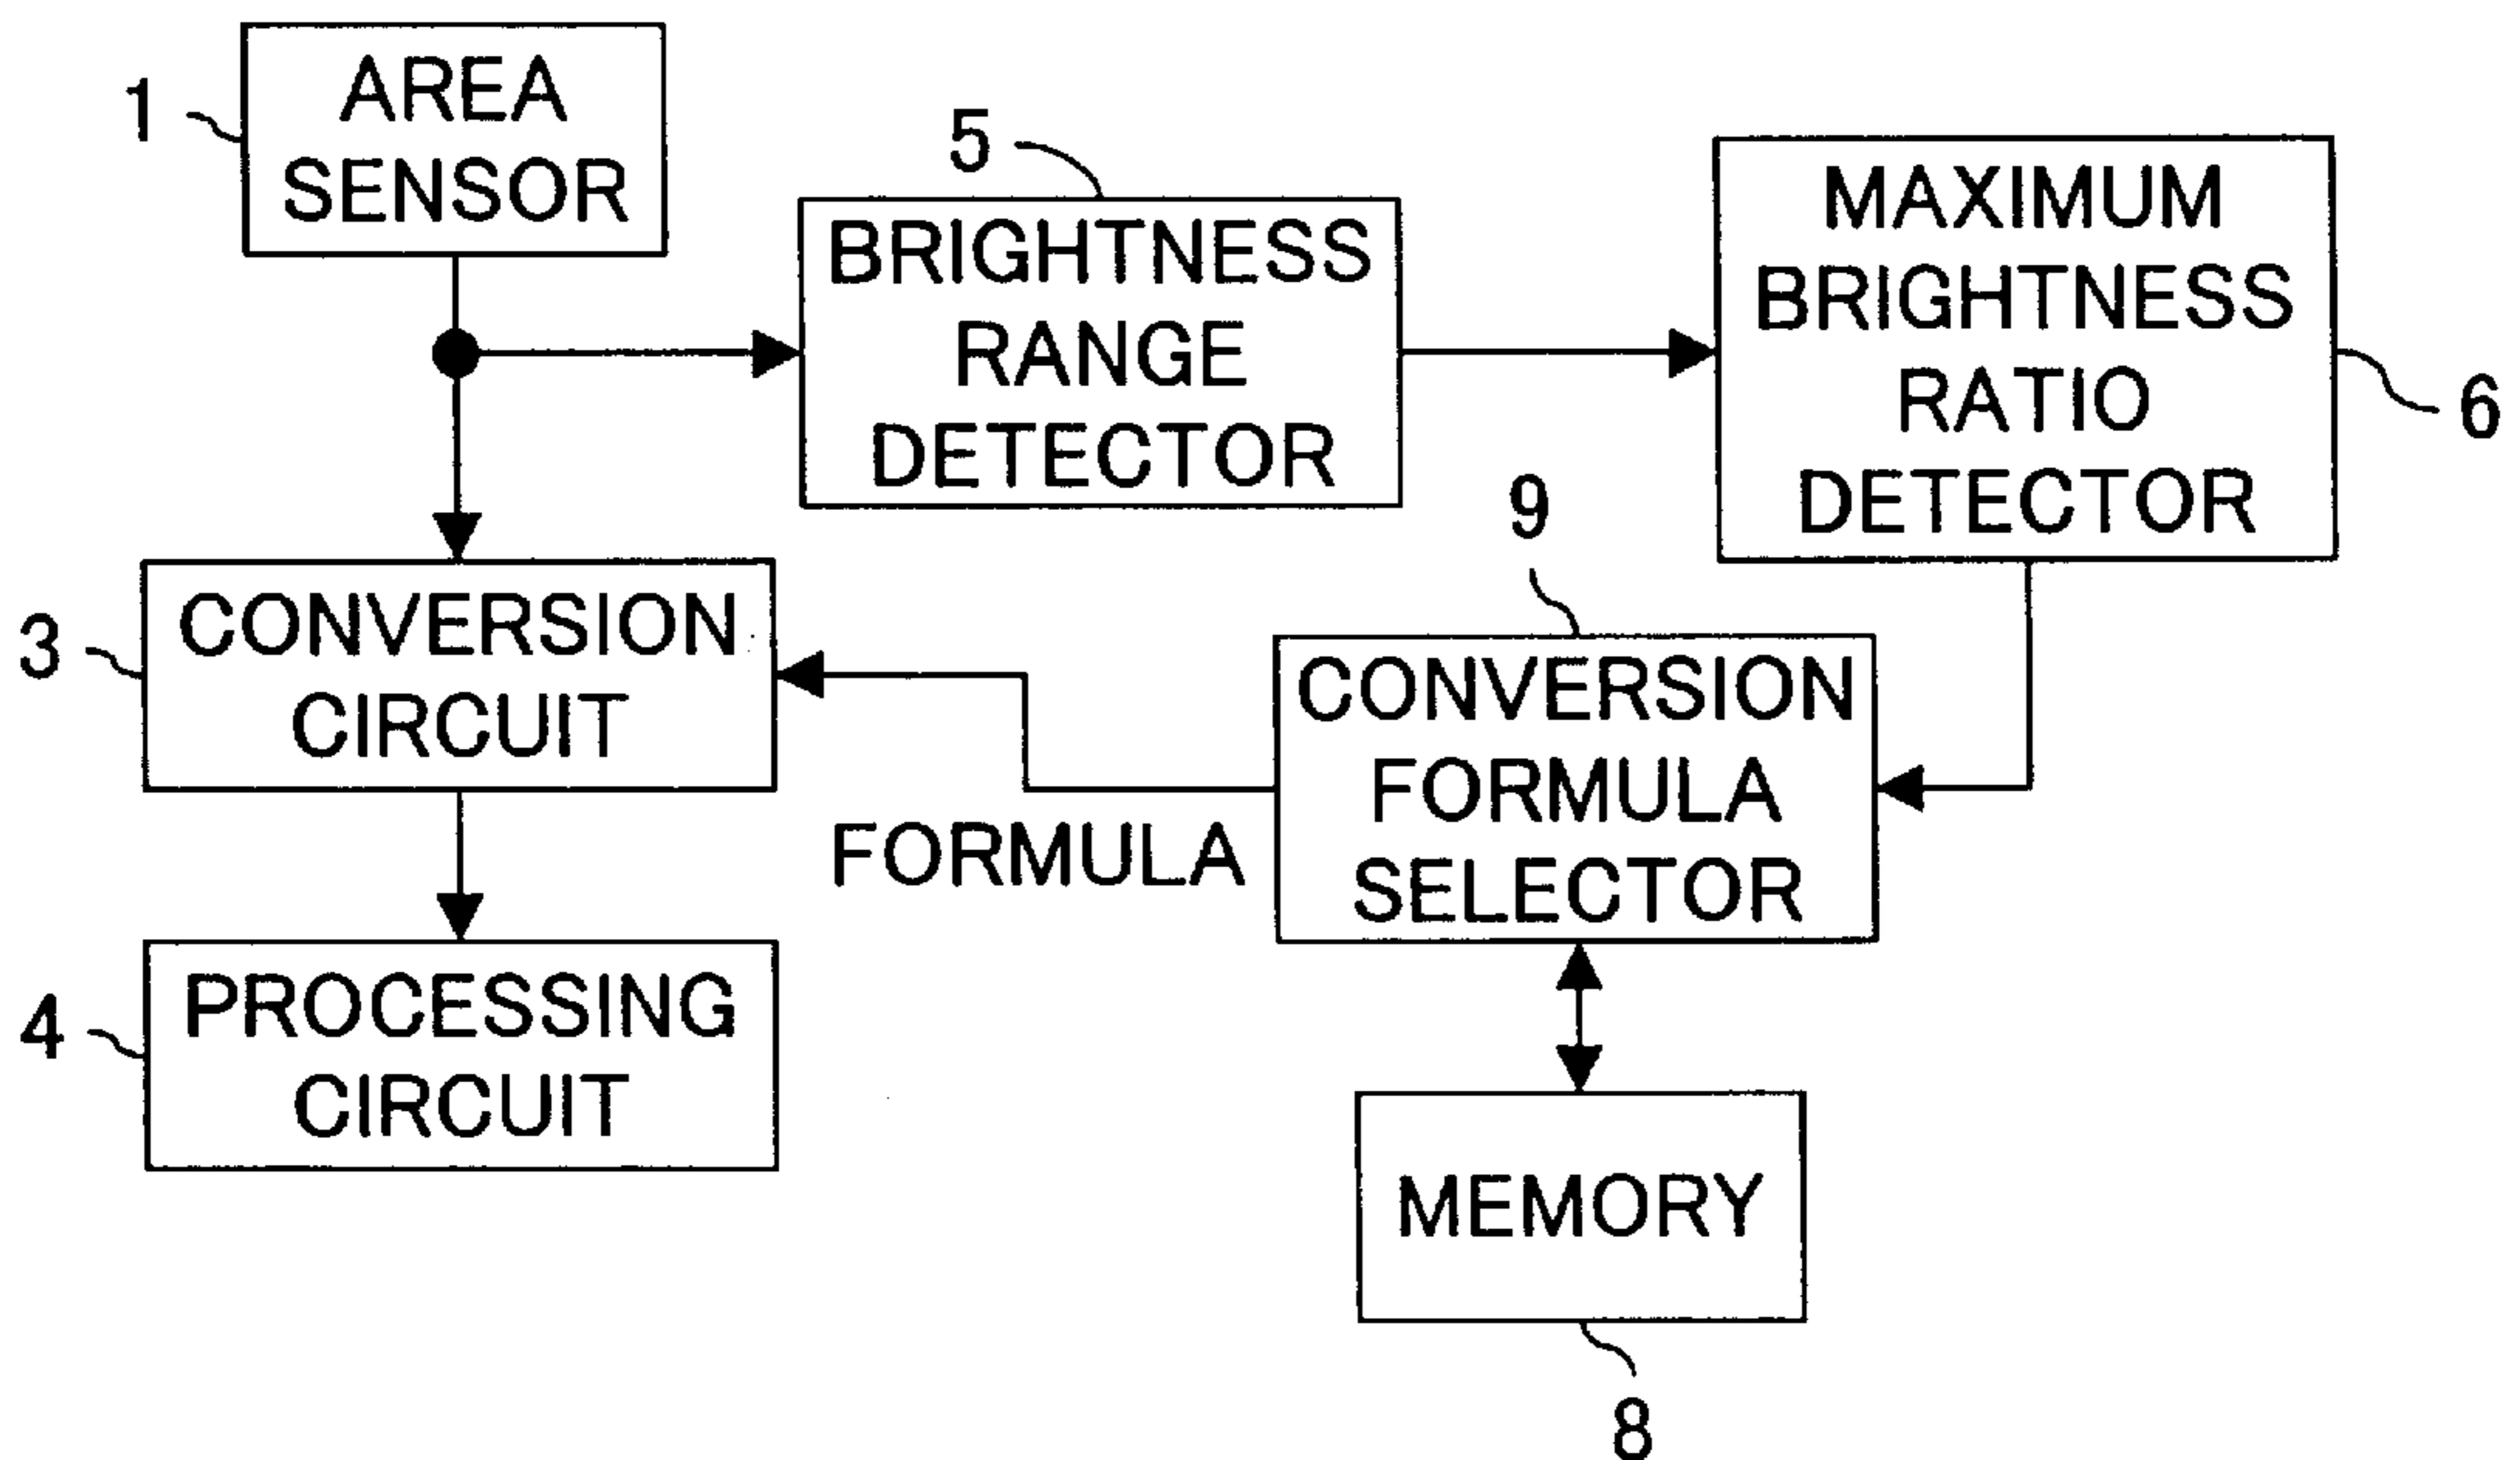 1
AREA
SENSOR
5
BRIGHTNESS
RANGE
DETECTOR
MAXIMUM
BRIGHTNESS
RATIO
DETECTOR
6
3
CONVERSION
CIRCUIT
9
CONVERSION
FORMULA
SELECTOR
FORMULA
4
PROCESSING
CIRCUIT
MEMORY
8